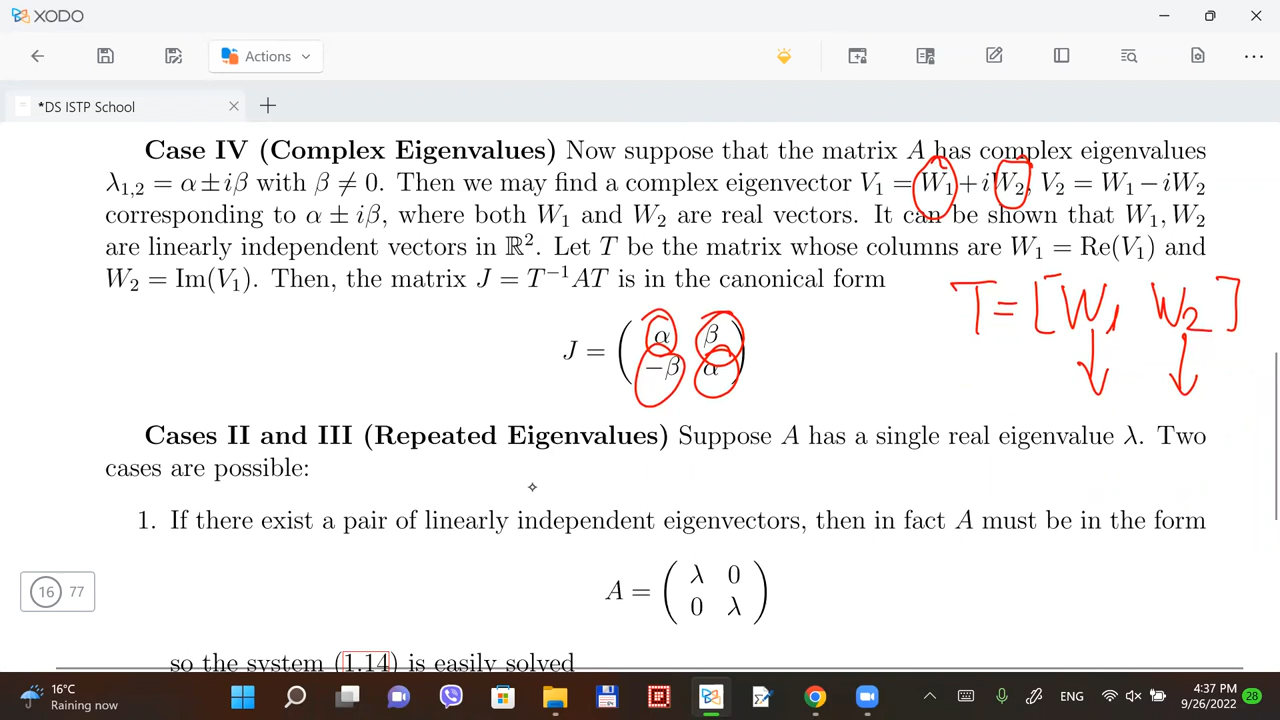 XODO
Actions
*DS ISTP School
Case IV (Complex Eigenvalues) Now suppose that the matrix A has complex eigenvalues
λ₁,₂ = α ± iβ with β ≠ 0. Then we may find a complex eigenvector V₁ = W₁ + iW₂, V₂ = W₁ − iW₂
corresponding to α ± iβ, where both W₁ and W₂ are real vectors. It can be shown that W₁, W₂
are linearly independent vectors in ℝ². Let T be the matrix whose columns are W₁ = Re(V₁) and
W₂ = Im(V₁). Then, the matrix J = T⁻¹AT is in the canonical form
T = [W₁ W₂]
J = ( α β
−β α )
Cases II and III (Repeated Eigenvalues) Suppose A has a single real eigenvalue λ. Two
cases are possible:
1. If there exist a pair of linearly independent eigenvectors, then in fact A must be in the form
A = ( λ 0
0 λ )
16 77
so the system (1.14) is easily solved
16°C
Raining now
ENG
4:37 PM
9/26/2022
28